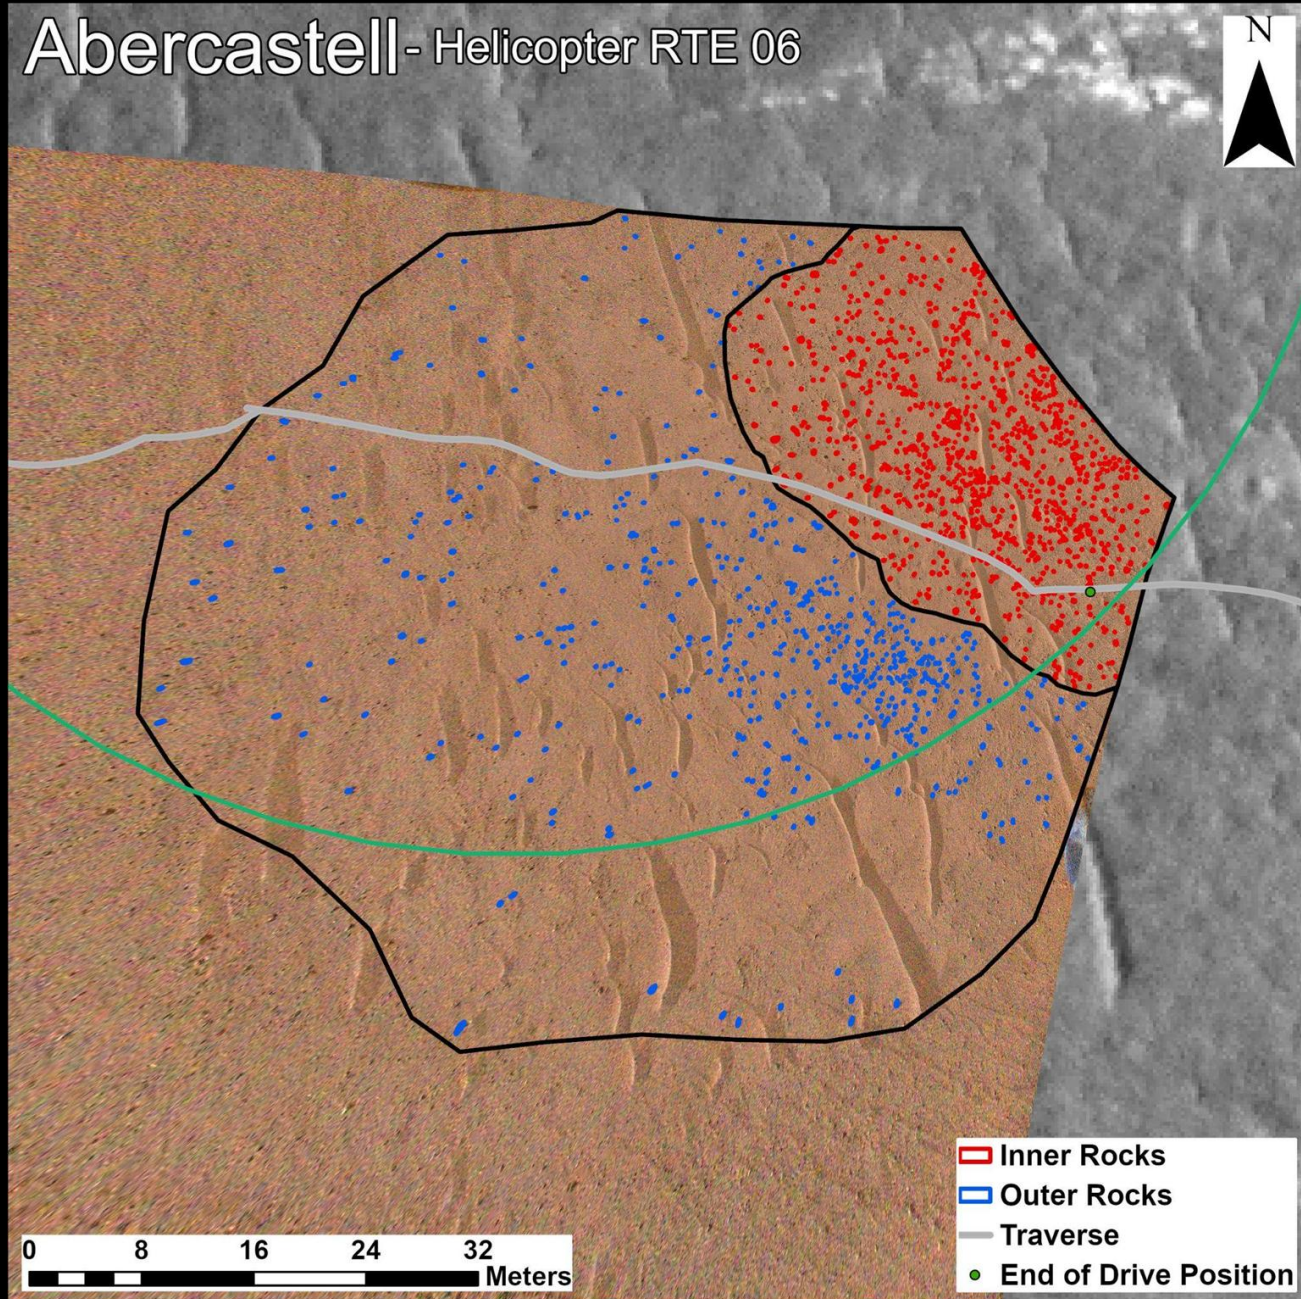 Abercastell - Helicopter RTE 06
N
Inner Rocks
Outer Rocks
Traverse
End of Drive Position
0 8 16 24 32
Meters